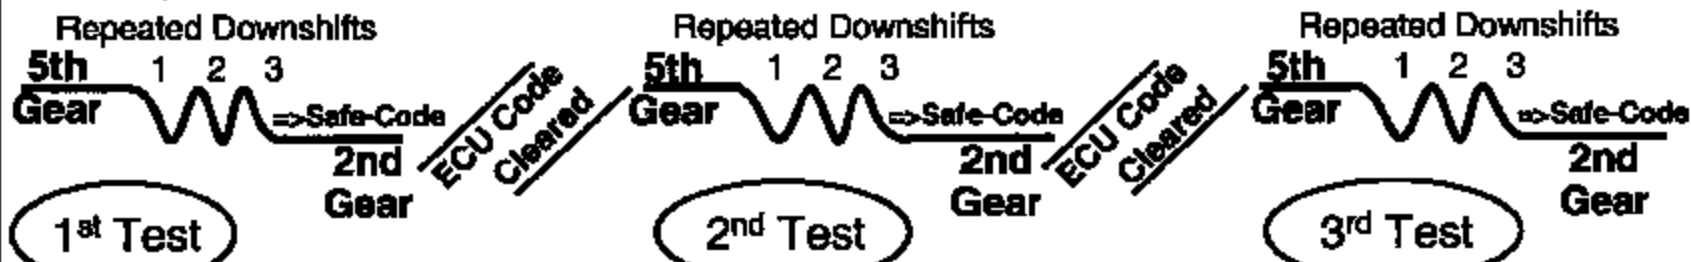 Repeated Downshifts
5th 1 2 3
Gear =>Safe-Code
2nd
Gear
1st Test
ECU Code
Cleared
Repeated Downshifts
5th 1 2 3
Gear =>Safe-Code
2nd
Gear
2nd Test
ECU Code
Cleared
Repeated Downshifts
5th 1 2 3
Gear =>Safe-Code
2nd
Gear
3rd Test